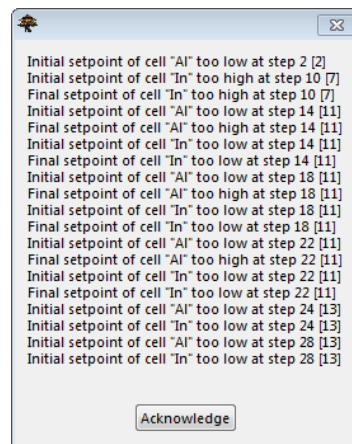 Initial setpoint of cell "Al" too low at step 2 [2]
Initial setpoint of cell "In" too high at step 10 [7]
Final setpoint of cell "In" too high at step 10 [7]
Initial setpoint of cell "Al" too low at step 14 [11]
Final setpoint of cell "Al" too high at step 14 [11]
Initial setpoint of cell "In" too low at step 14 [11]
Final setpoint of cell "In" too low at step 14 [11]
Initial setpoint of cell "Al" too low at step 18 [11]
Final setpoint of cell "Al" too high at step 18 [11]
Initial setpoint of cell "In" too low at step 18 [11]
Final setpoint of cell "In" too low at step 18 [11]
Initial setpoint of cell "Al" too low at step 22 [11]
Final setpoint of cell "Al" too high at step 22 [11]
Initial setpoint of cell "In" too low at step 22 [11]
Final setpoint of cell "In" too low at step 22 [11]
Initial setpoint of cell "Al" too low at step 24 [13]
Initial setpoint of cell "In" too low at step 24 [13]
Initial setpoint of cell "Al" too low at step 28 [13]
Initial setpoint of cell "In" too low at step 28 [13]
Acknowledge